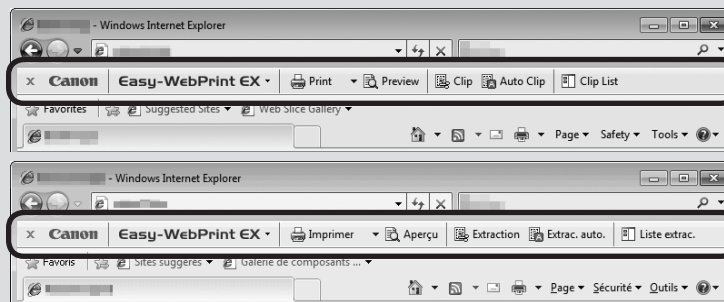 - Windows Internet Explorer
x Canon Easy-WebPrint EX Print Preview Clip Auto Clip Clip List
Favorites Suggested Sites Web Slice Gallery
Page Safety Tools
- Windows Internet Explorer
x Canon Easy-WebPrint EX Imprimer Aperçu Extraction Extrac. auto. Liste extrac.
Favoris Sites suggérés Galerie de composants ...
Page Sécurité Outils